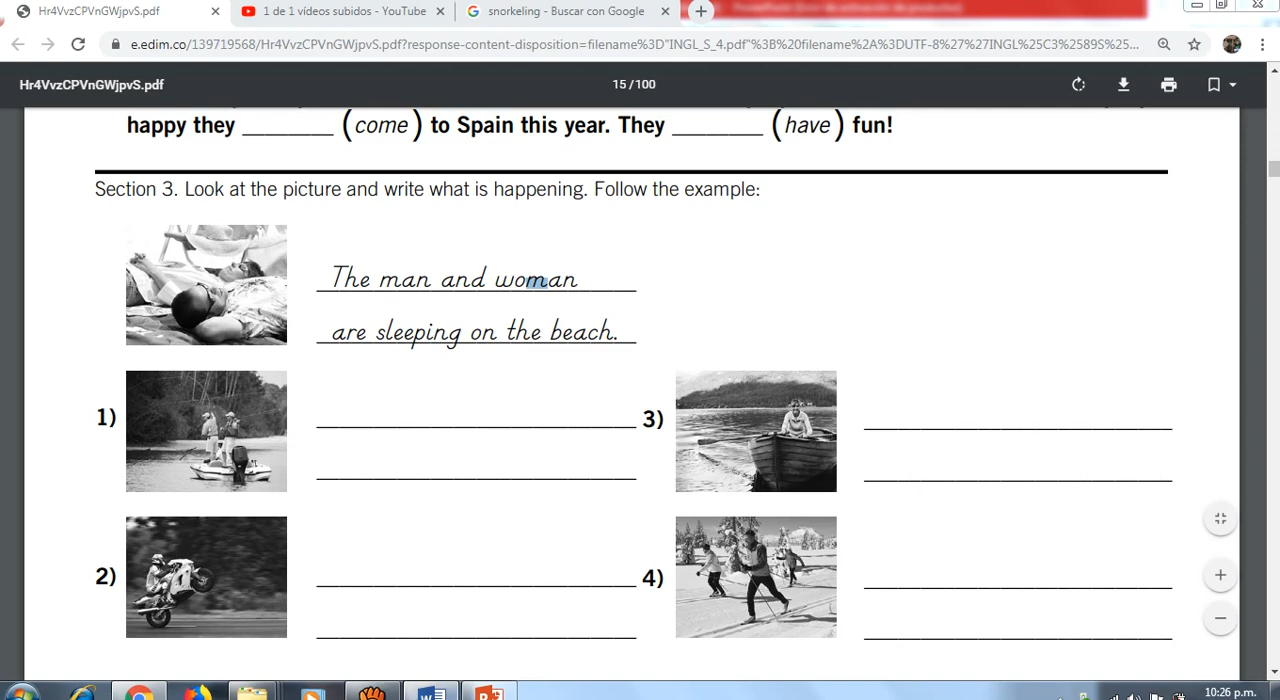 Hr4VvzCPVnGWjpvS.pdf
1 de 1 vídeos subidos - YouTube
snorkeling - Buscar con Google
e.edim.co/139719568/Hr4VvzCPVnGWjpvS.pdf?response-content-disposition=filename%3D"INGL_S_4.pdf"%3B%20filename%2A%3DUTF-8%27%27INGL%25C3%2589S%25...
Hr4VvzCPVnGWjpvS.pdf
15 / 100
happy they ________ (come) to Spain this year. They ________ (have) fun!
Section 3. Look at the picture and write what is happening. Follow the example:
The man and woman
are sleeping on the beach.
1)
2)
3)
4)
10:26 p.m.